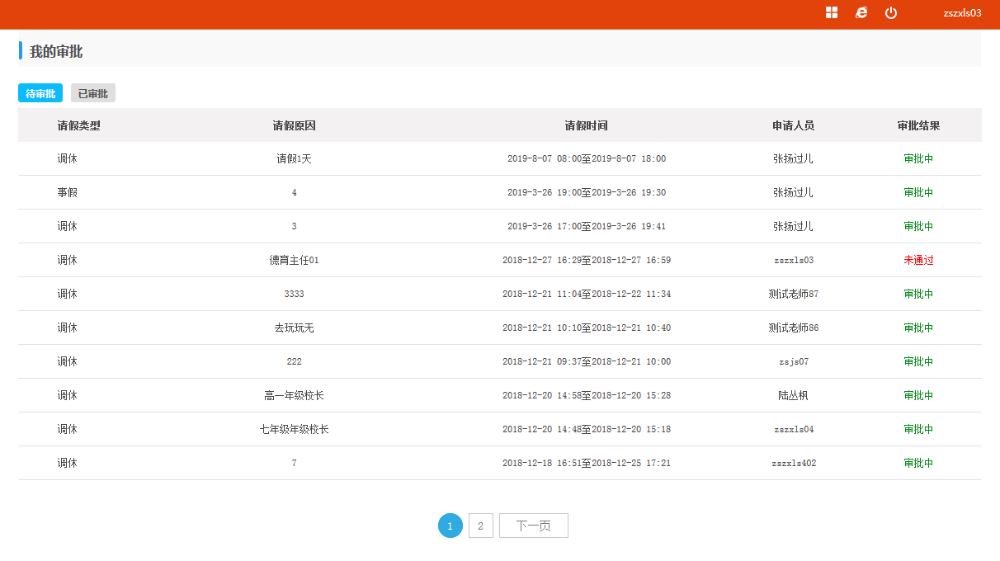 zszxls03
我的审批
待审批 已审批
请假类型 请假原因 请假时间 申请人员 审批结果
调休 请假1天 2019-8-07 08:00至2019-8-07 18:00 张扬过儿 审批中
事假 4 2019-3-26 19:00至2019-3-26 19:30 张扬过儿 审批中
调休 3 2019-3-26 17:00至2019-3-26 19:41 张扬过儿 审批中
调休 德育主任01 2018-12-27 16:29至2018-12-27 16:59 zszxls03 未通过
调休 3333 2018-12-21 11:04至2018-12-22 11:34 测试老师87 审批中
调休 去玩玩无 2018-12-21 10:10至2018-12-21 10:40 测试老师86 审批中
调休 222 2018-12-21 09:37至2018-12-21 10:00 zsjs07 审批中
调休 高一年级校长 2018-12-20 14:58至2018-12-20 15:28 陆丛枫 审批中
调休 七年级年级校长 2018-12-20 14:48至2018-12-20 15:18 zszxls04 审批中
调休 7 2018-12-18 16:51至2018-12-25 17:21 zszxls402 审批中
1 2 下一页